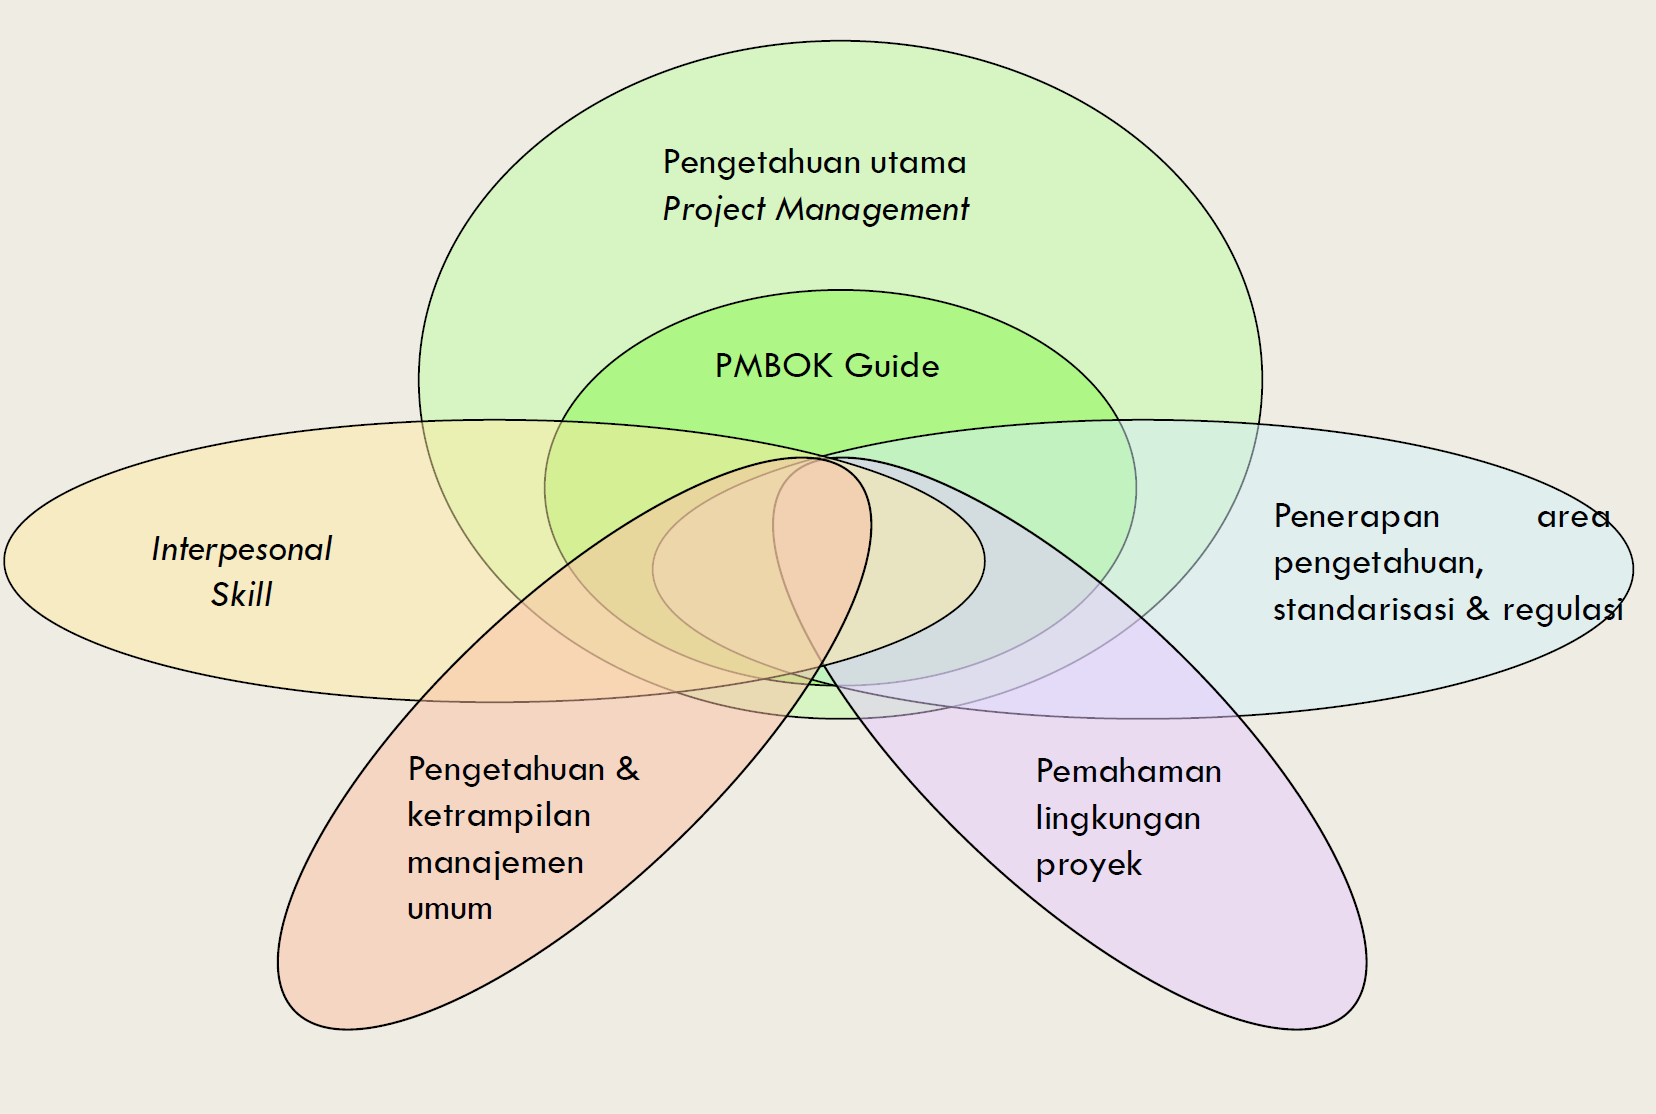 Pengetahuan utama
Project Management
PMBOK Guide
Interpesonal
Skill
Penerapan area
pengetahuan,
standarisasi & regulasi
Pengetahuan &
ketrampilan
manajemen
umum
Pemahaman
lingkungan
proyek